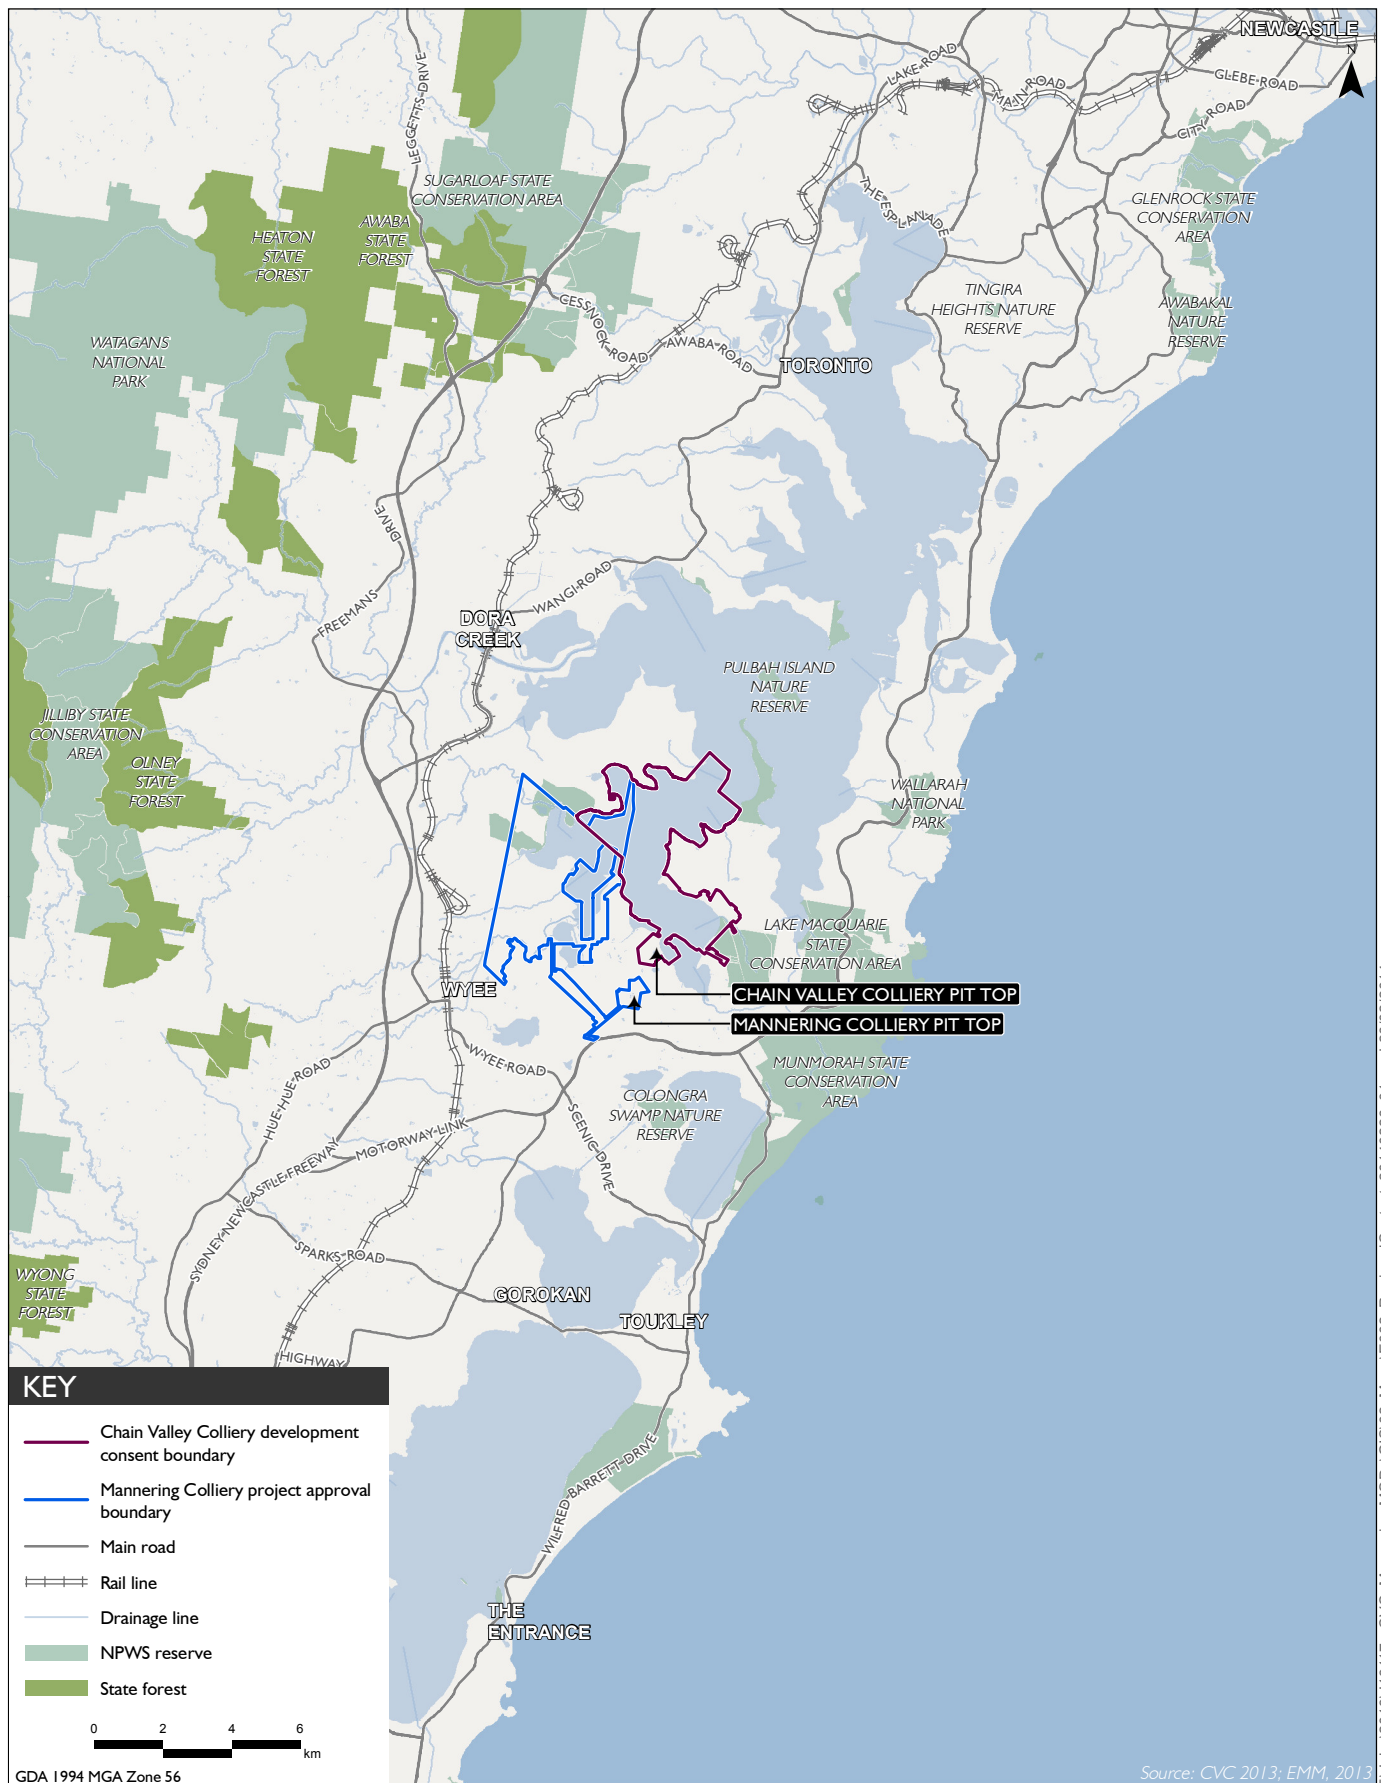 NEWCASTLE
N
LAKE ROAD
MAIN ROAD
GLEBE ROAD
CITY ROAD
LEGGETTS DRIVE
SUGARLOAF STATE
CONSERVATION AREA
THE ESPLANADE
GLENROCK STATE
CONSERVATION
AREA
HEATON
STATE
FOREST
AWABA
STATE
FOREST
TINGIRA
HEIGHTS NATURE
RESERVE
AWABAKAL
NATURE
RESERVE
CESSNOCK ROAD
AWABA ROAD
WATAGANS
NATIONAL
PARK
TORONTO
DRIVE
FREEMANS
WANGI ROAD
DORA
CREEK
PULBAH ISLAND
NATURE
RESERVE
JILLIBY STATE
CONSERVATION
AREA
OLNEY
STATE
FOREST
WALLARAH
NATIONAL
PARK
LAKE MACQUARIE
STATE
CONSERVATION AREA
WYEE
CHAIN VALLEY COLLIERY PIT TOP
MANNERING COLLIERY PIT TOP
WYEE ROAD
MUNMORAH STATE
CONSERVATION
AREA
HUE HUE ROAD
COLONGRA
SWAMP NATURE
RESERVE
SCENIC DRIVE
MOTORWAY LINK
SYDNEY NEWCASTLE FREEWAY
SPARKS ROAD
WYONG
STATE
FOREST
GOROKAN
TOUKLEY
HIGHWAY
WILFRED BARRETT DRIVE
THE
ENTRANCE
KEY
Chain Valley Colliery development
consent boundary
Mannering Colliery project approval
boundary
Main road
Rail line
Drainage line
NPWS reserve
State forest
0 2 4 6
km
GDA 1994 MGA Zone 56
Source: CVC 2013; EMM, 2013